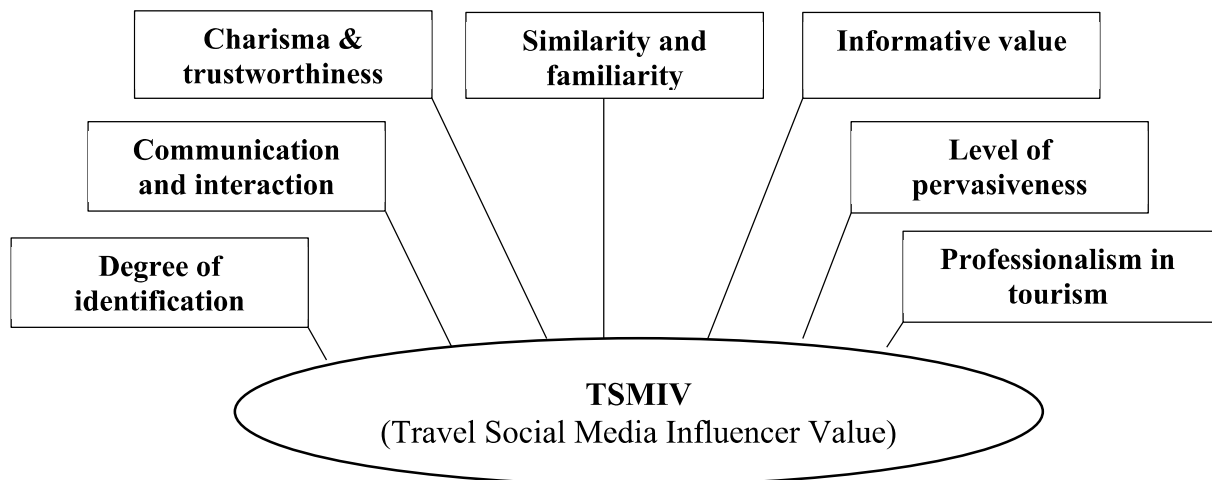 Charisma &
trustworthiness
Similarity and
familiarity
Informative value
Communication
and interaction
Level of
pervasiveness
Degree of
identification
Professionalism in
tourism
TSMIV
(Travel Social Media Influencer Value)